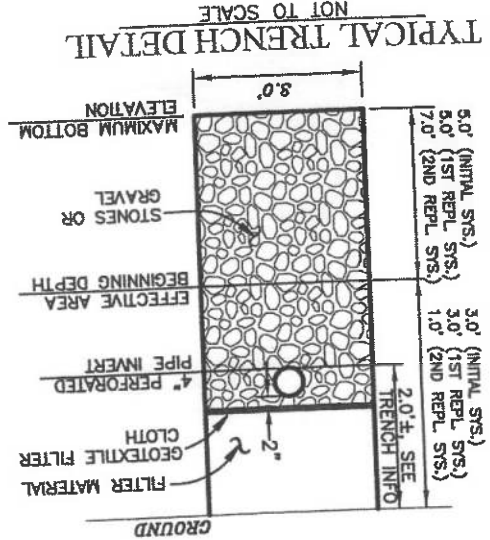 GROUND
FILTER MATERIAL
2"
GEOTEXTILE FILTER
CLOTH
2.0'±, SEE
TRENCH INFO
3.0' (INITIAL SYS.)
3.0' (1ST REPL. SYS.)
1.0' (2ND REPL. SYS.)
4" PERFORATED
PIPE INVERT
EFFECTIVE AREA
BEGINNING DEPTH
STONES OR
GRAVEL
5.0' (INITIAL SYS.)
5.0' (1ST REPL. SYS.)
7.0' (2ND REPL. SYS.)
MAXIMUM BOTTOM
ELEVATION
3.0'
TYPICAL TRENCH DETAIL
NOT TO SCALE